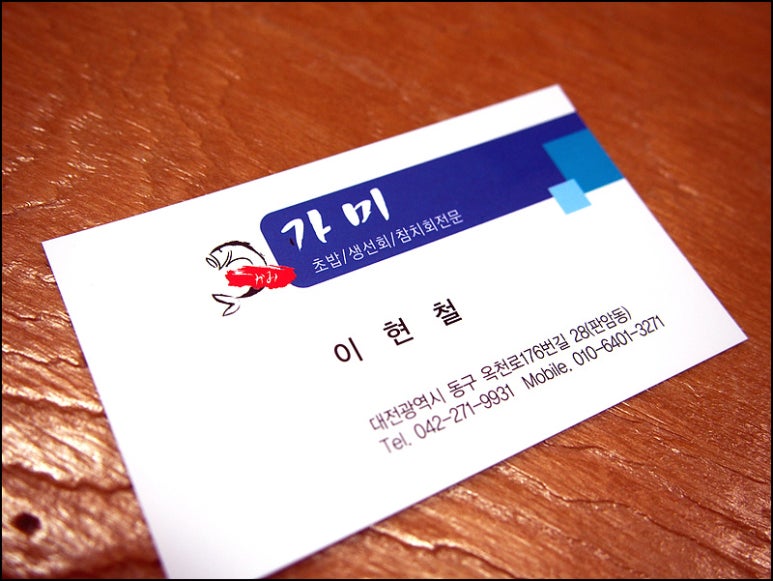 가미
초밥/생선회/참치회전문
かみ
이현철
대전광역시 동구 옥천로176번길 28(판암동)
Tel. 042-271-9931 Mobile. 010-6401-3271